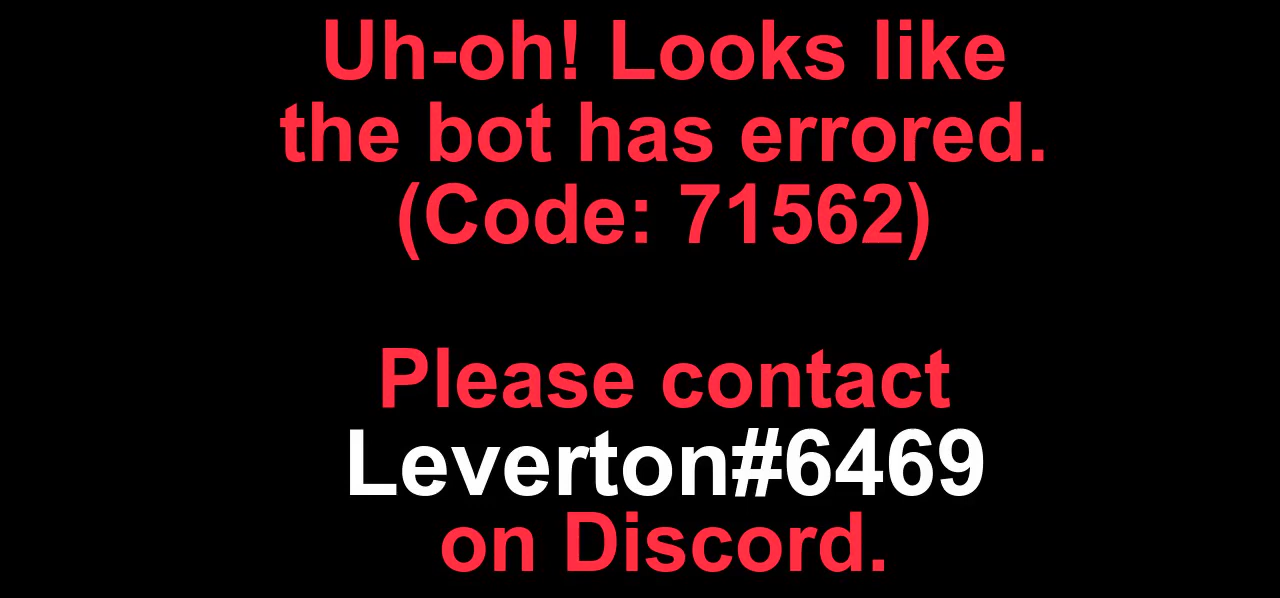 Uh-oh! Looks like
the bot has errored.
(Code: 71562)
Please contact
Leverton#6469
on Discord.